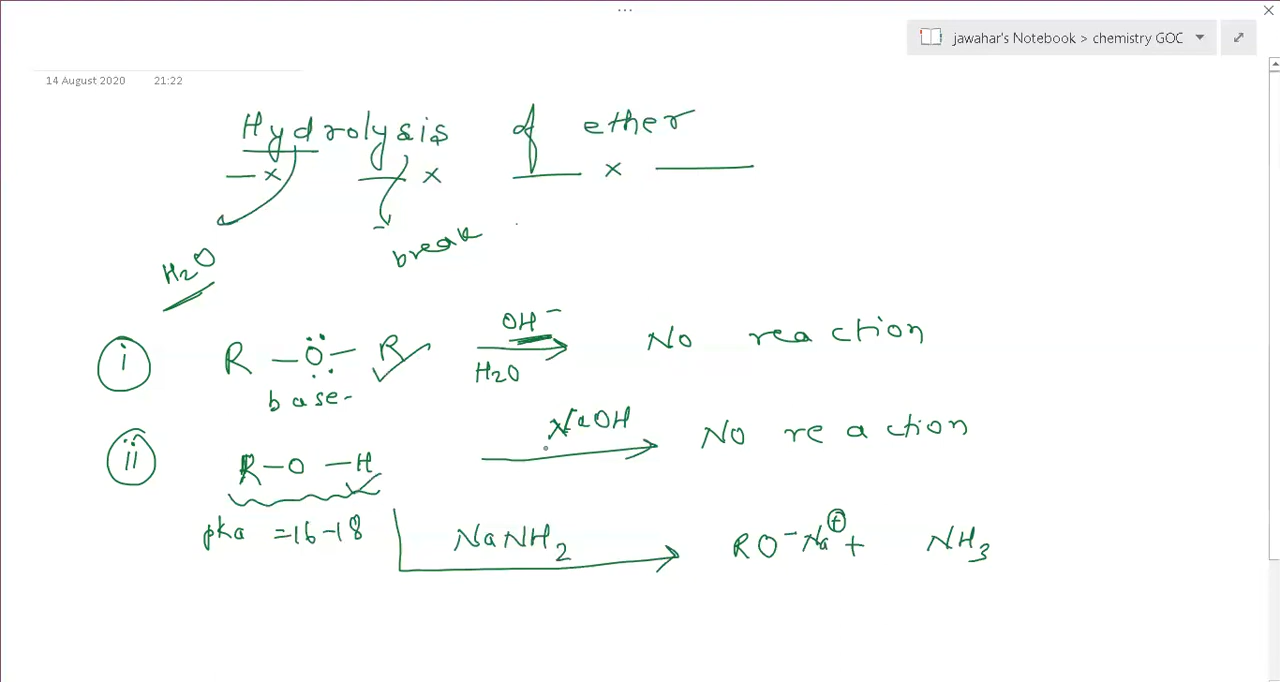 jawahar's Notebook > chemistry GOC
14 August 2020 21:22
Hydrolysis of ether
H₂O break
i R-O-R OH⁻ H₂O No reaction
base
ii R-O-H NaOH No reaction
pka = 16-18 NaNH₂ RO⁻Na⊕ + NH₃